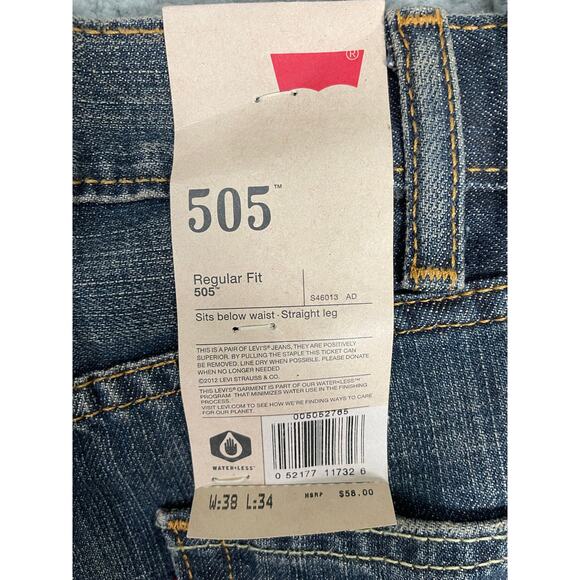 ®
505™
Regular Fit
505™
S46013 AD
Sits below waist · Straight leg
THIS IS A PAIR OF LEVI'S® JEANS, THEY ARE POSITIVELY
SUPERIOR. BY PULLING THE STAPLE THIS TICKET CAN
BE REMOVED. LINE DRY WHEN POSSIBLE. PLEASE DONATE
WHEN NO LONGER NEEDED.
©2012 LEVI STRAUSS & CO.
THIS LEVI'S® GARMENT IS PART OF OUR WATER<LESS™
PROGRAM THAT MINIMIZES WATER USE IN THE FINISHING
PROCESS.
VISIT LEVI.COM TO SEE HOW WE'RE FINDING WAYS TO CARE
FOR OUR PLANET.
005052765
WATER<LESS™
0 52177 11732 6
W:38 L:34 MSRP $58.00